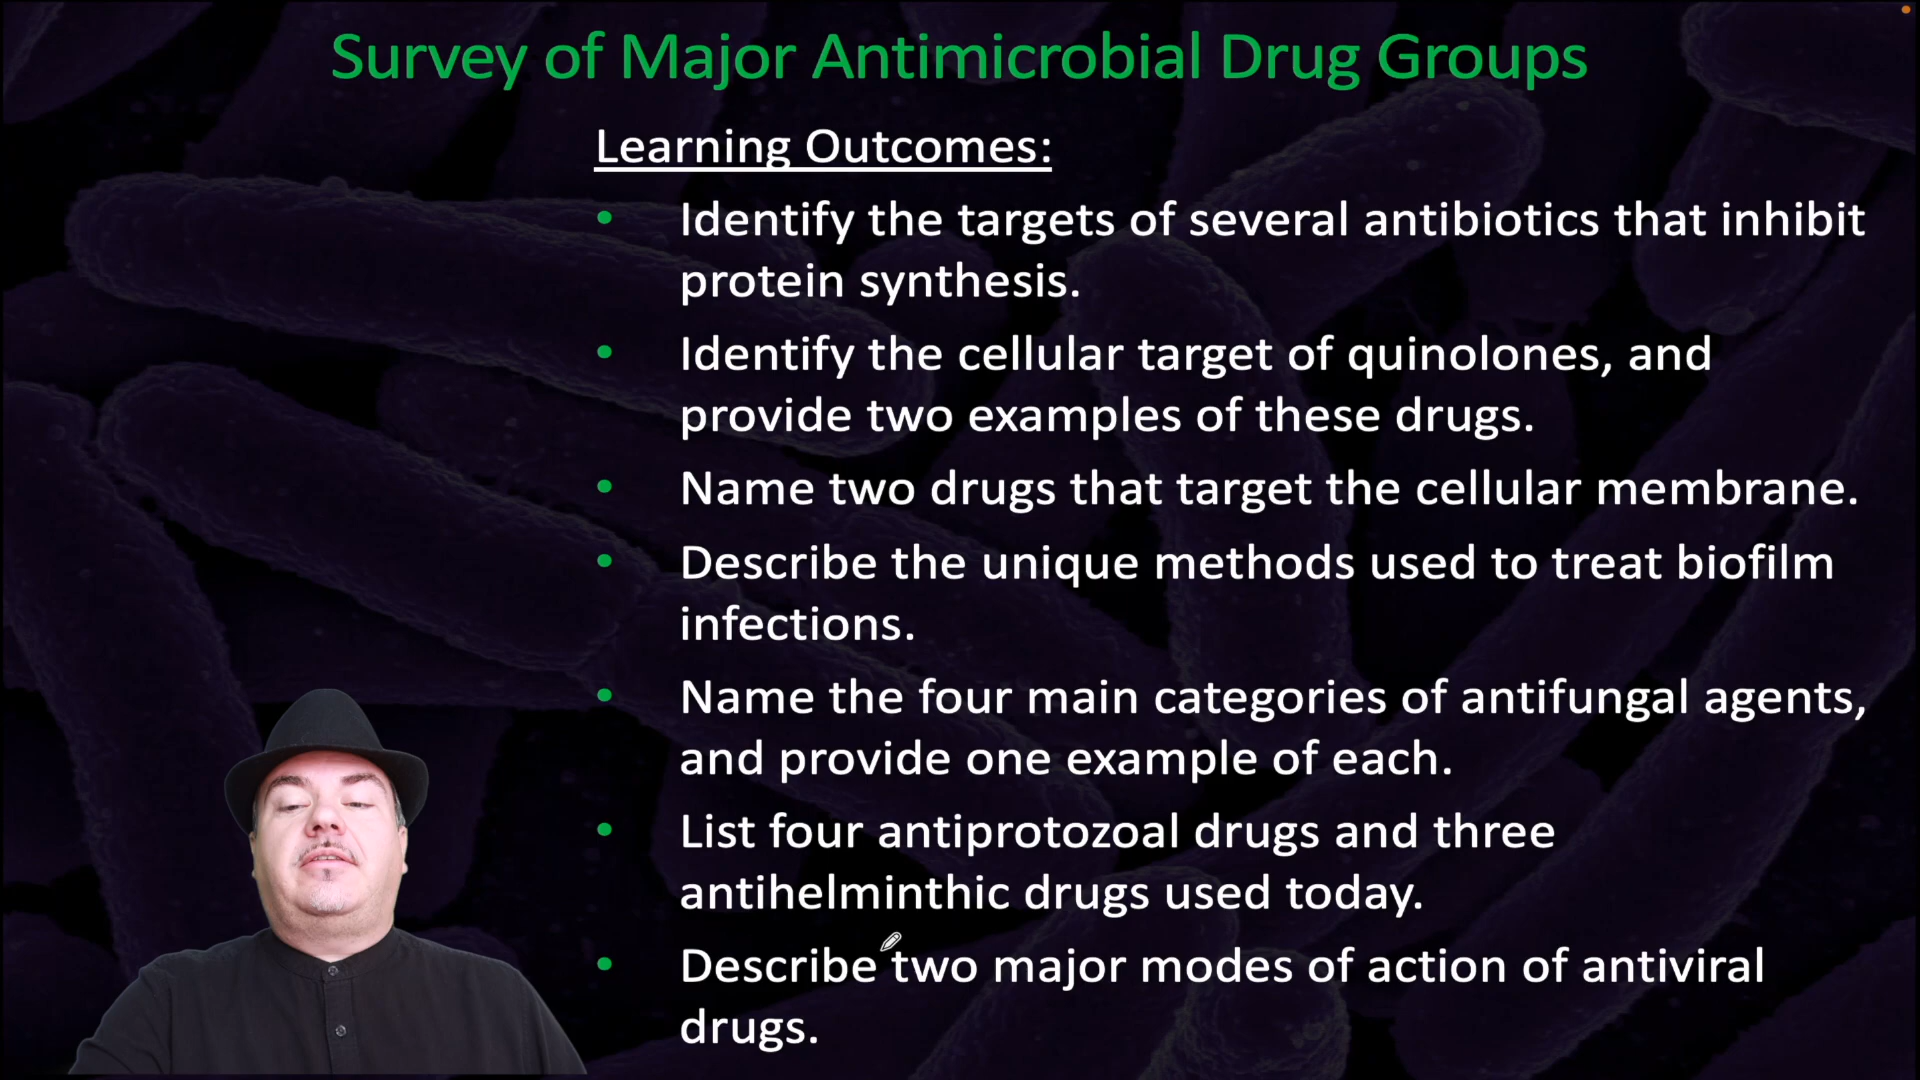 Survey of Major Antimicrobial Drug Groups
Learning Outcomes:
• Identify the targets of several antibiotics that inhibit
protein synthesis.
• Identify the cellular target of quinolones, and
provide two examples of these drugs.
• Name two drugs that target the cellular membrane.
• Describe the unique methods used to treat biofilm
infections.
• Name the four main categories of antifungal agents,
and provide one example of each.
• List four antiprotozoal drugs and three
antihelminthic drugs used today.
• Describe two major modes of action of antiviral
drugs.